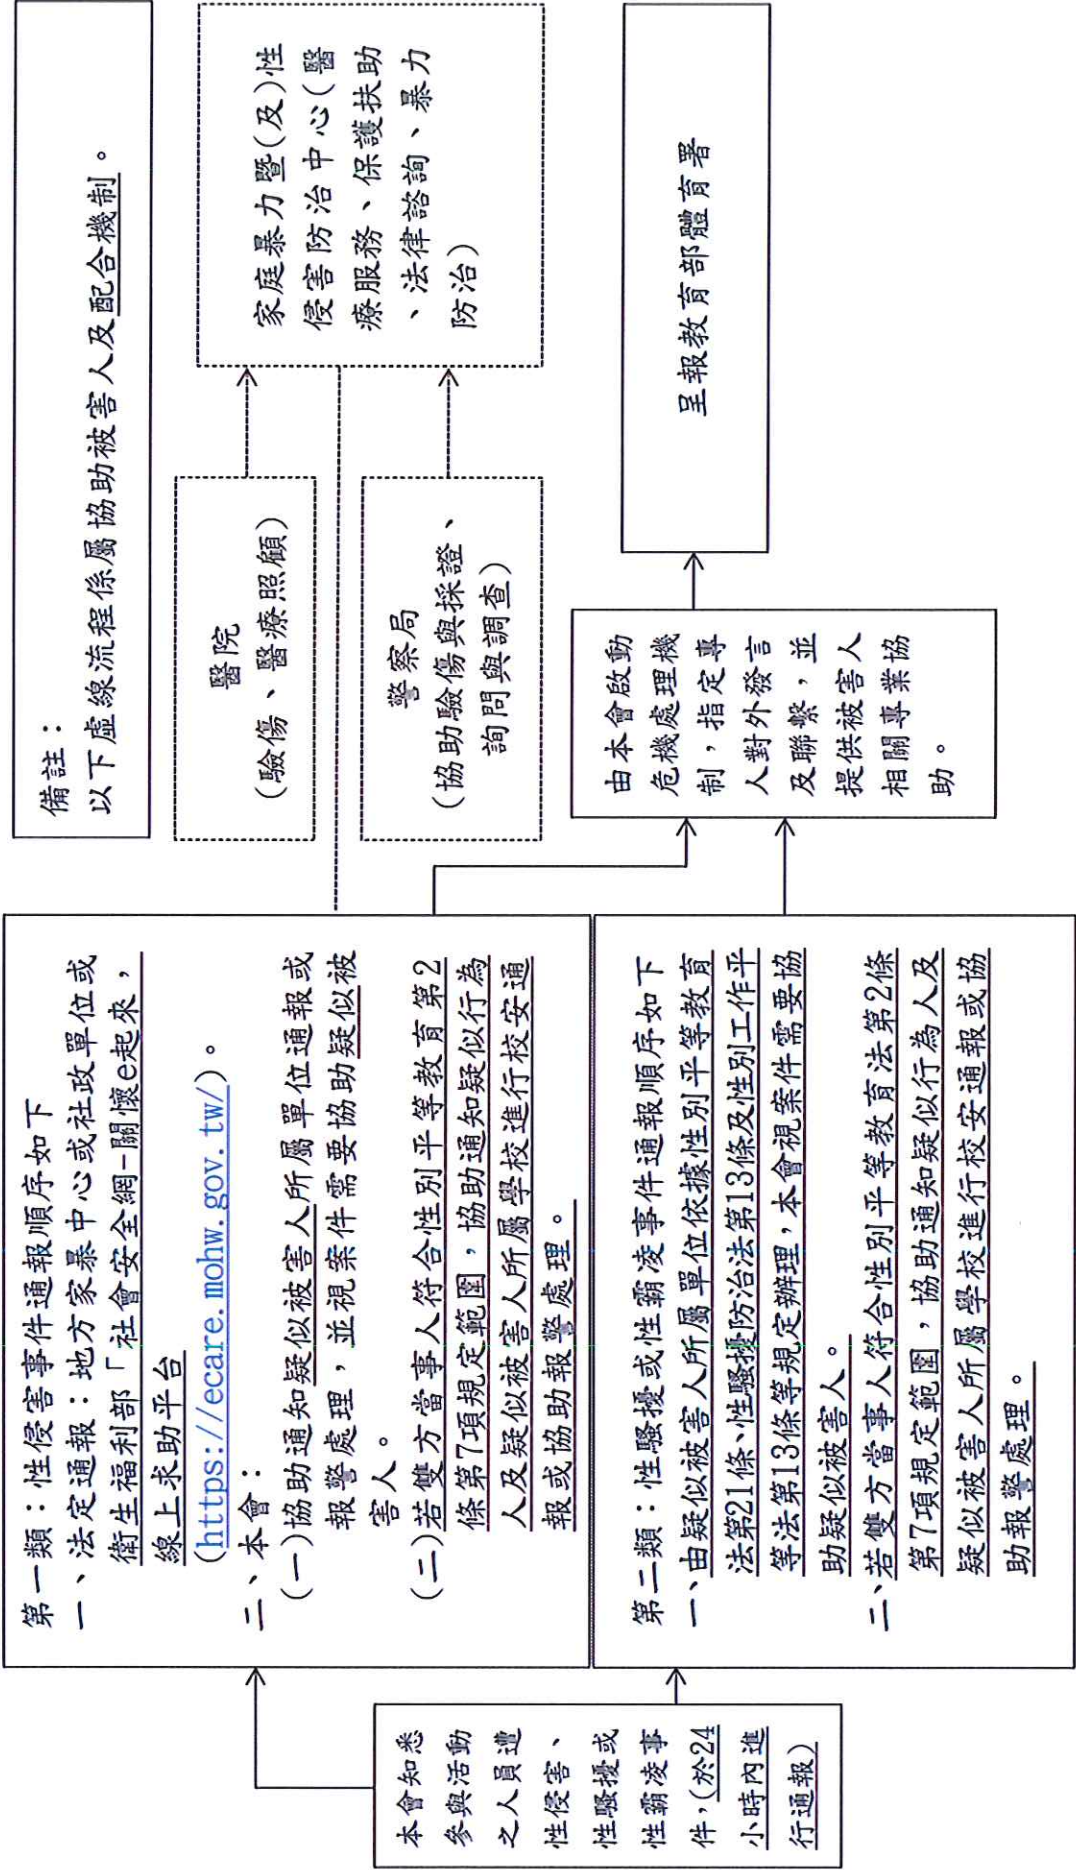 本會知悉
參與活動
之人員遭
性侵害、
性騷擾或
性霸凌事
件,(於24
小時內進
行通報)
第一類：性侵害事件通報順序如下
一、法定通報：地方家暴中心或社政單位或
衛生福利部「社會安全網-關懷e起來,
線上求助平台
(https://ecare.mohw.gov.tw/)。
二、本會：
(一)協助通知疑似被害人所屬單位通報或
報警處理，並視案件需要協助疑似被
害人。
(二)若雙方當事人符合性別平等教育第2
條第7項規定範圍，協助通知疑似行為
人及疑似被害人所屬學校進行校安通
報或協助報警處理。
第二類：性騷擾或性霸凌事件通報順序如下
一、由疑似被害人所屬單位依據性別平等教育
法第21條、性騷擾防治法第13條及性別工作平
等法第13條等規定辦理,本會視案件需要協
助疑似被害人。
二、若雙方當事人符合性別平等教育法第2條
第7項規定範圍，協助通知疑似行為人及
疑似被害人所屬學校進行校安通報或協
助報警處理。
備註：
以下虛線流程係屬協助被害人及配合機制。
醫院
(驗傷、醫療照顧)
警察局
(協助驗傷與採證、
詢問與調查)
家庭暴力暨(及)性
侵害防治中心(醫
療服務、保護扶助
、法律諮詢、暴力
防治)
由本會啟動
危機處理機
制，指定專
人對外發言
及聯繫，並
提供被害人
相關專業協
助。
呈報教育部體育署